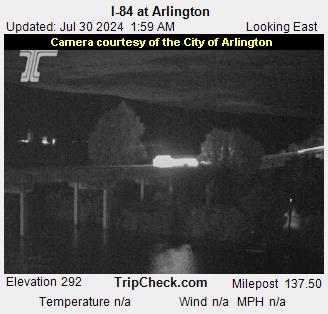 I-84 at Arlington
Updated: Jul 30 2024 1:59 AM Looking East
Camera courtesy of the City of Arlington
Elevation 292 TripCheck.com Milepost 137.50
Temperature n/a Wind n/a MPH n/a